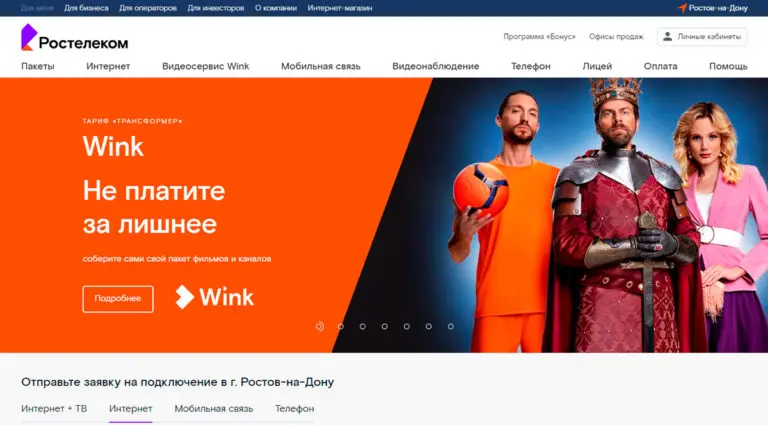 Для меня Для бизнеса Для операторов Для инвесторов О компании Интернет-магазин Ростов-на-Дону
Ростелеком
Программа «Бонус» Офисы продаж Личные кабинеты
Пакеты Интернет Видеосервис Wink Мобильная связь Видеонаблюдение Телефон Лицей Оплата Помощь
ТАРИФ «ТРАНСФОРМЕР»
Wink
Не платите
за лишнее
соберите сами свой пакет фильмов и каналов
Подробнее Wink
Отправьте заявку на подключение в г. Ростов-на-Дону
Интернет + ТВ Интернет Мобильная связь Телефон